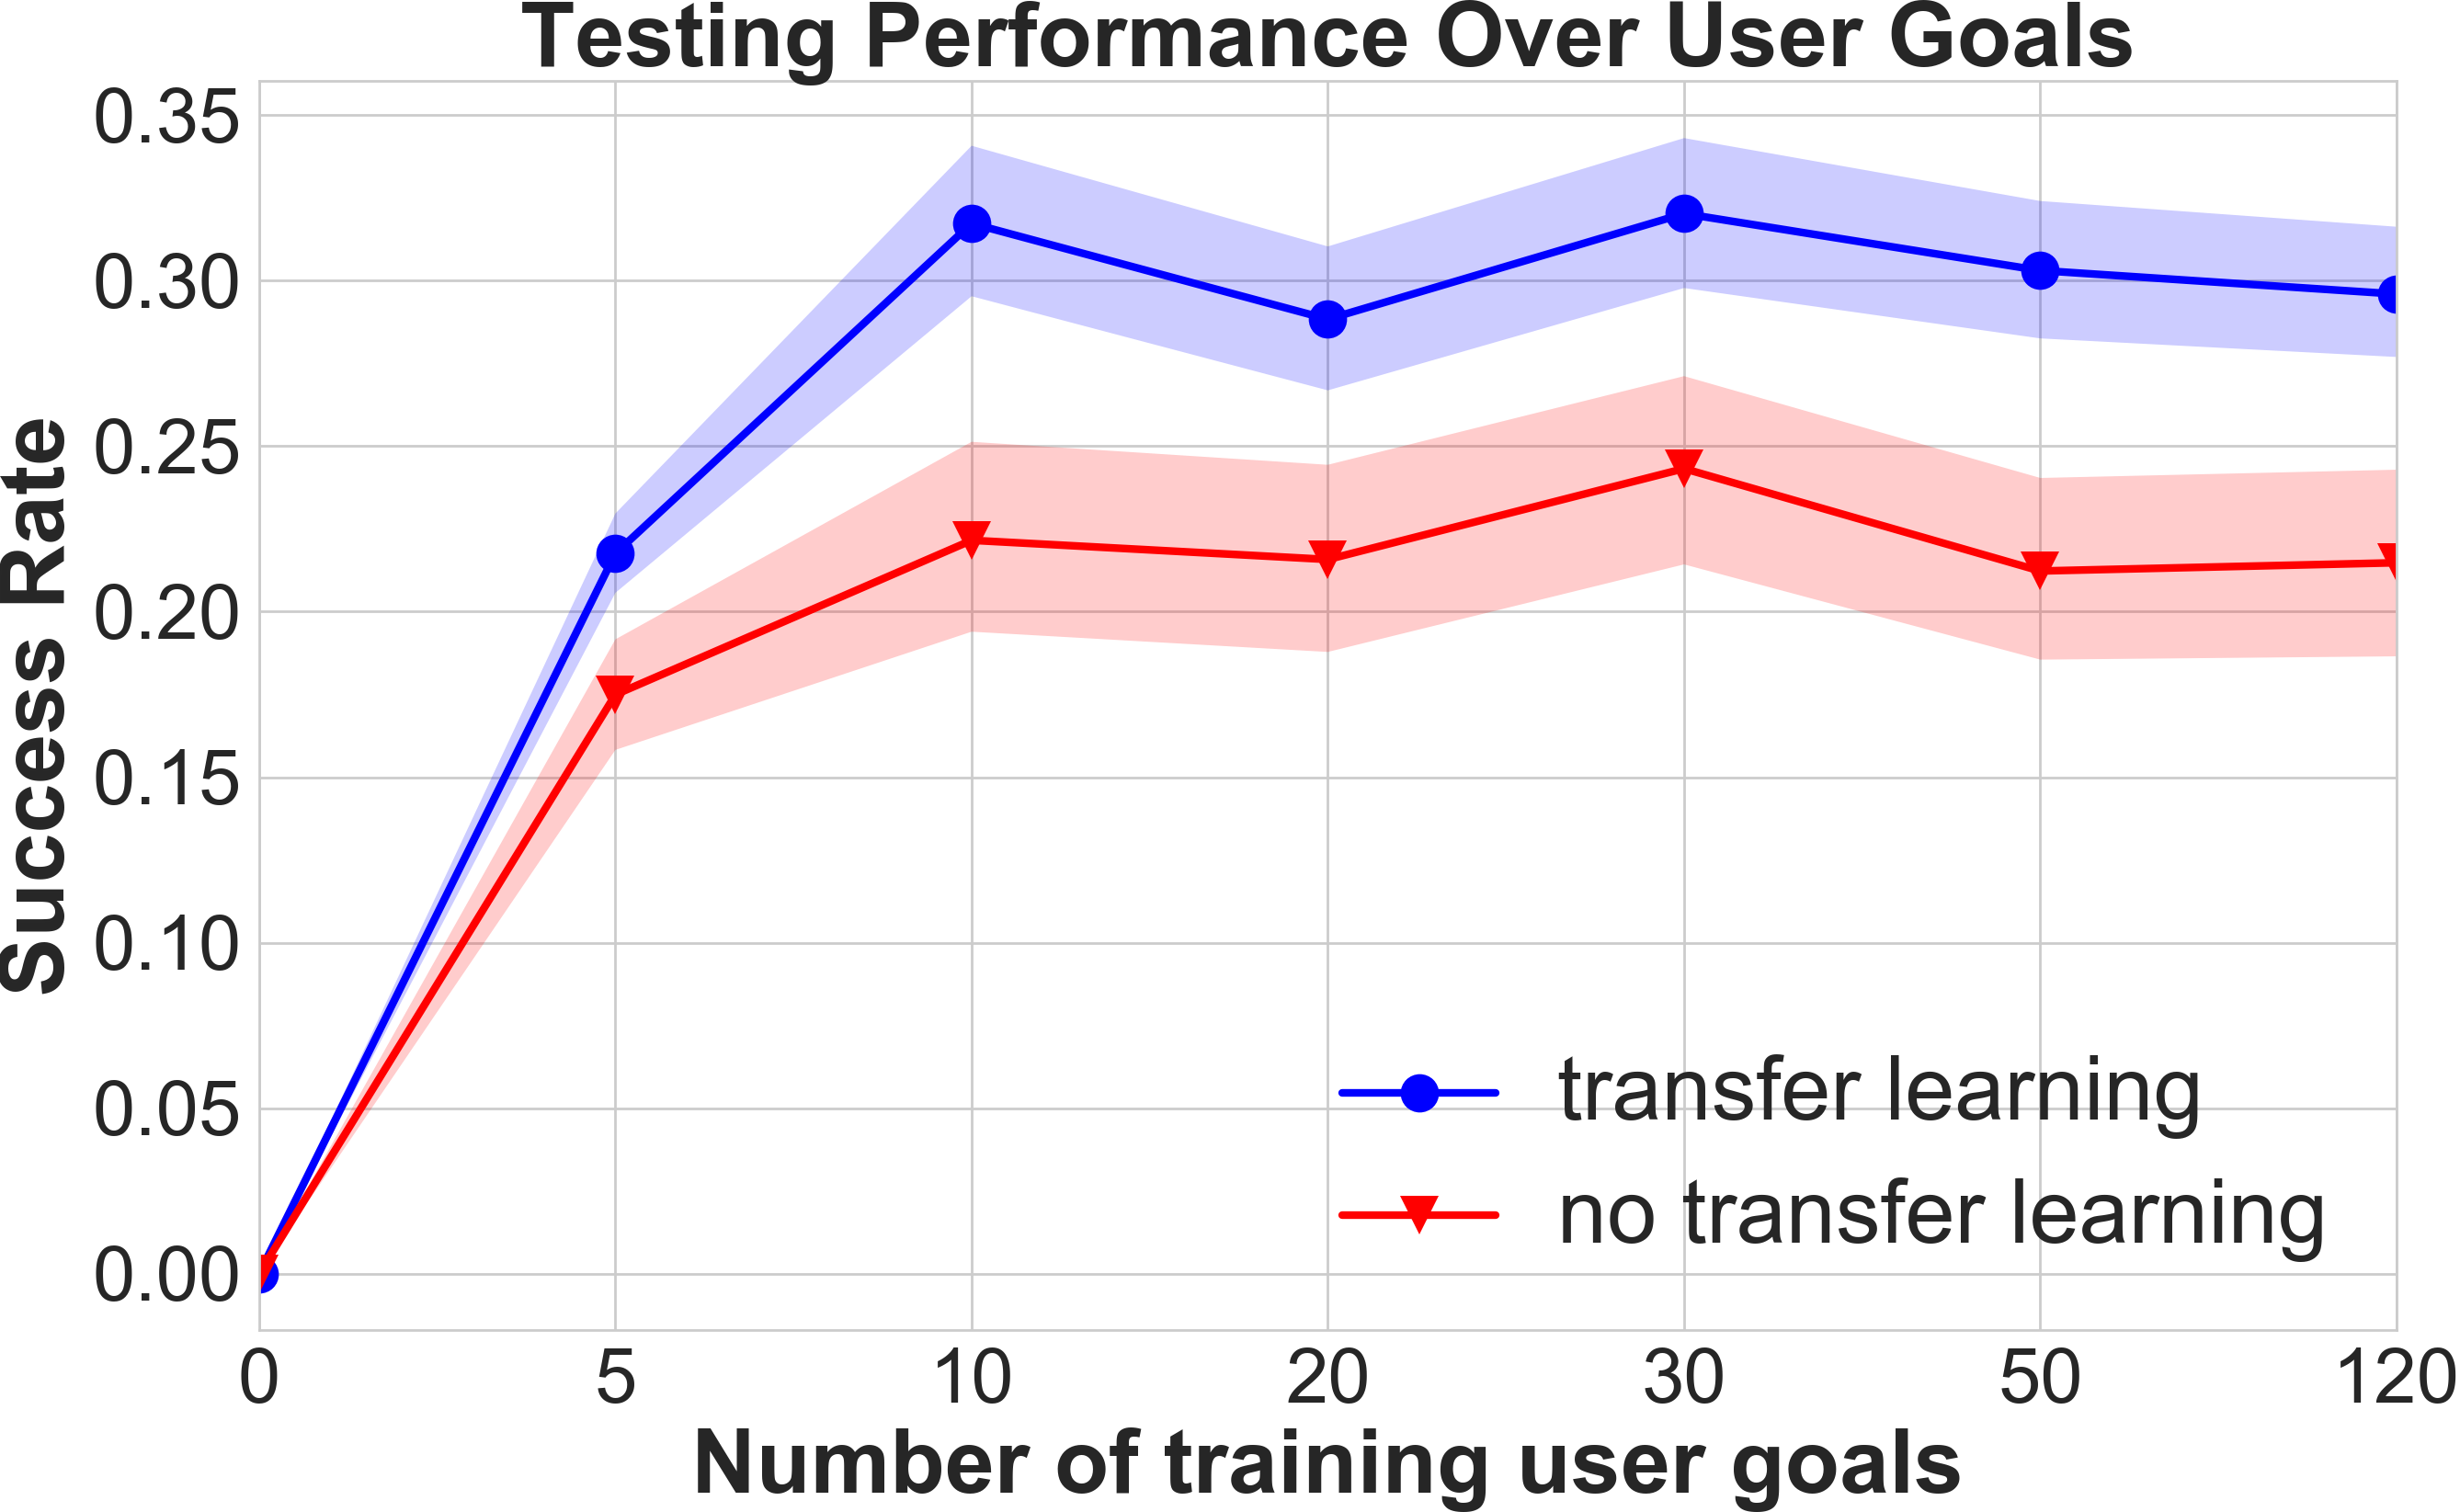 Testing Performance Over User Goals
Success Rate
0.35
0.30
0.25
0.20
0.15
0.10
0.05
0.00
transfer learning
no transfer learning
0 5 10 20 30 50 120
Number of training user goals